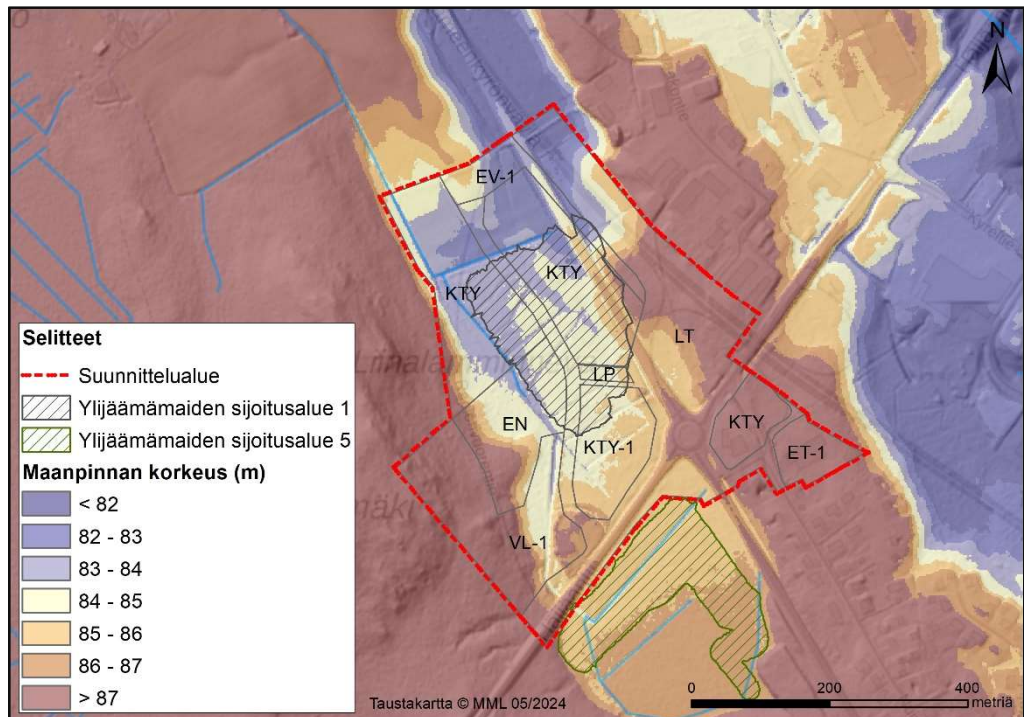 N
EV-1
KTY
KTY
LT
LP
KTY
EN
KTY-1
ET-1
VL-1
Selitteet
Suunnittelualue
Ylijäämämaiden sijoitusalue 1
Ylijäämämaiden sijoitusalue 5
Maanpinnan korkeus (m)
< 82
82 - 83
83 - 84
84 - 85
85 - 86
86 - 87
> 87
Taustakartta © MML 05/2024
0 200 400
metriä